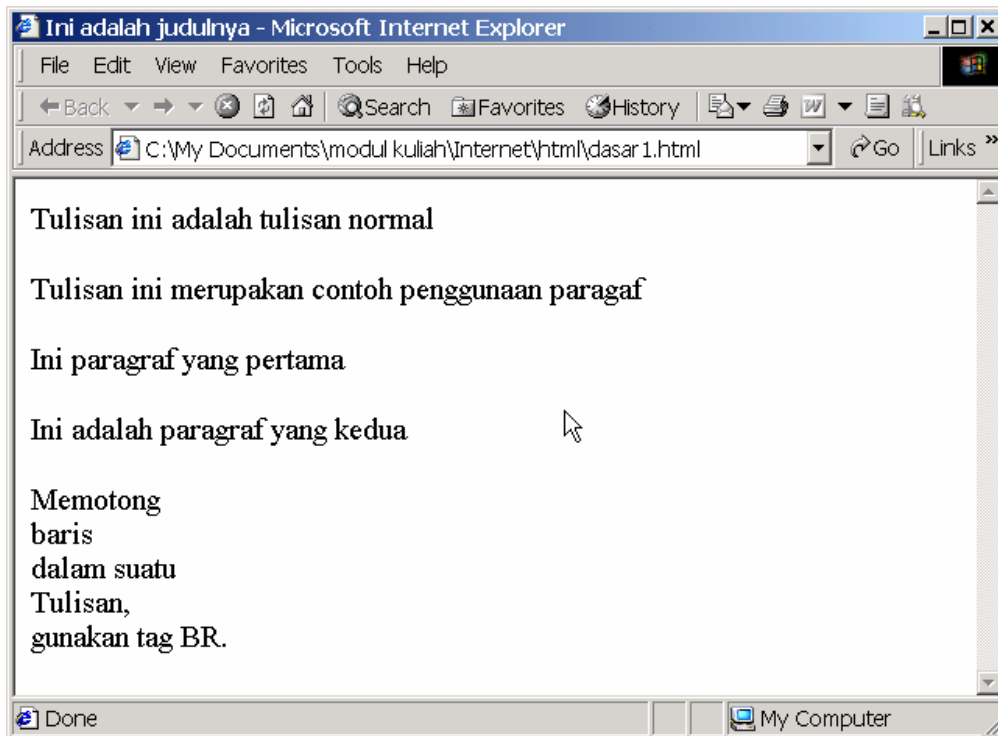 Ini adalah judulnya - Microsoft Internet Explorer
File Edit View Favorites Tools Help
Back Search Favorites History
Address C:\My Documents\modul kuliah\Internet\html\dasar1.html Go Links »
Tulisan ini adalah tulisan normal
Tulisan ini merupakan contoh penggunaan paragaf
Ini paragraf yang pertama
Ini adalah paragraf yang kedua
Memotong
baris
dalam suatu
Tulisan,
gunakan tag BR.
Done My Computer